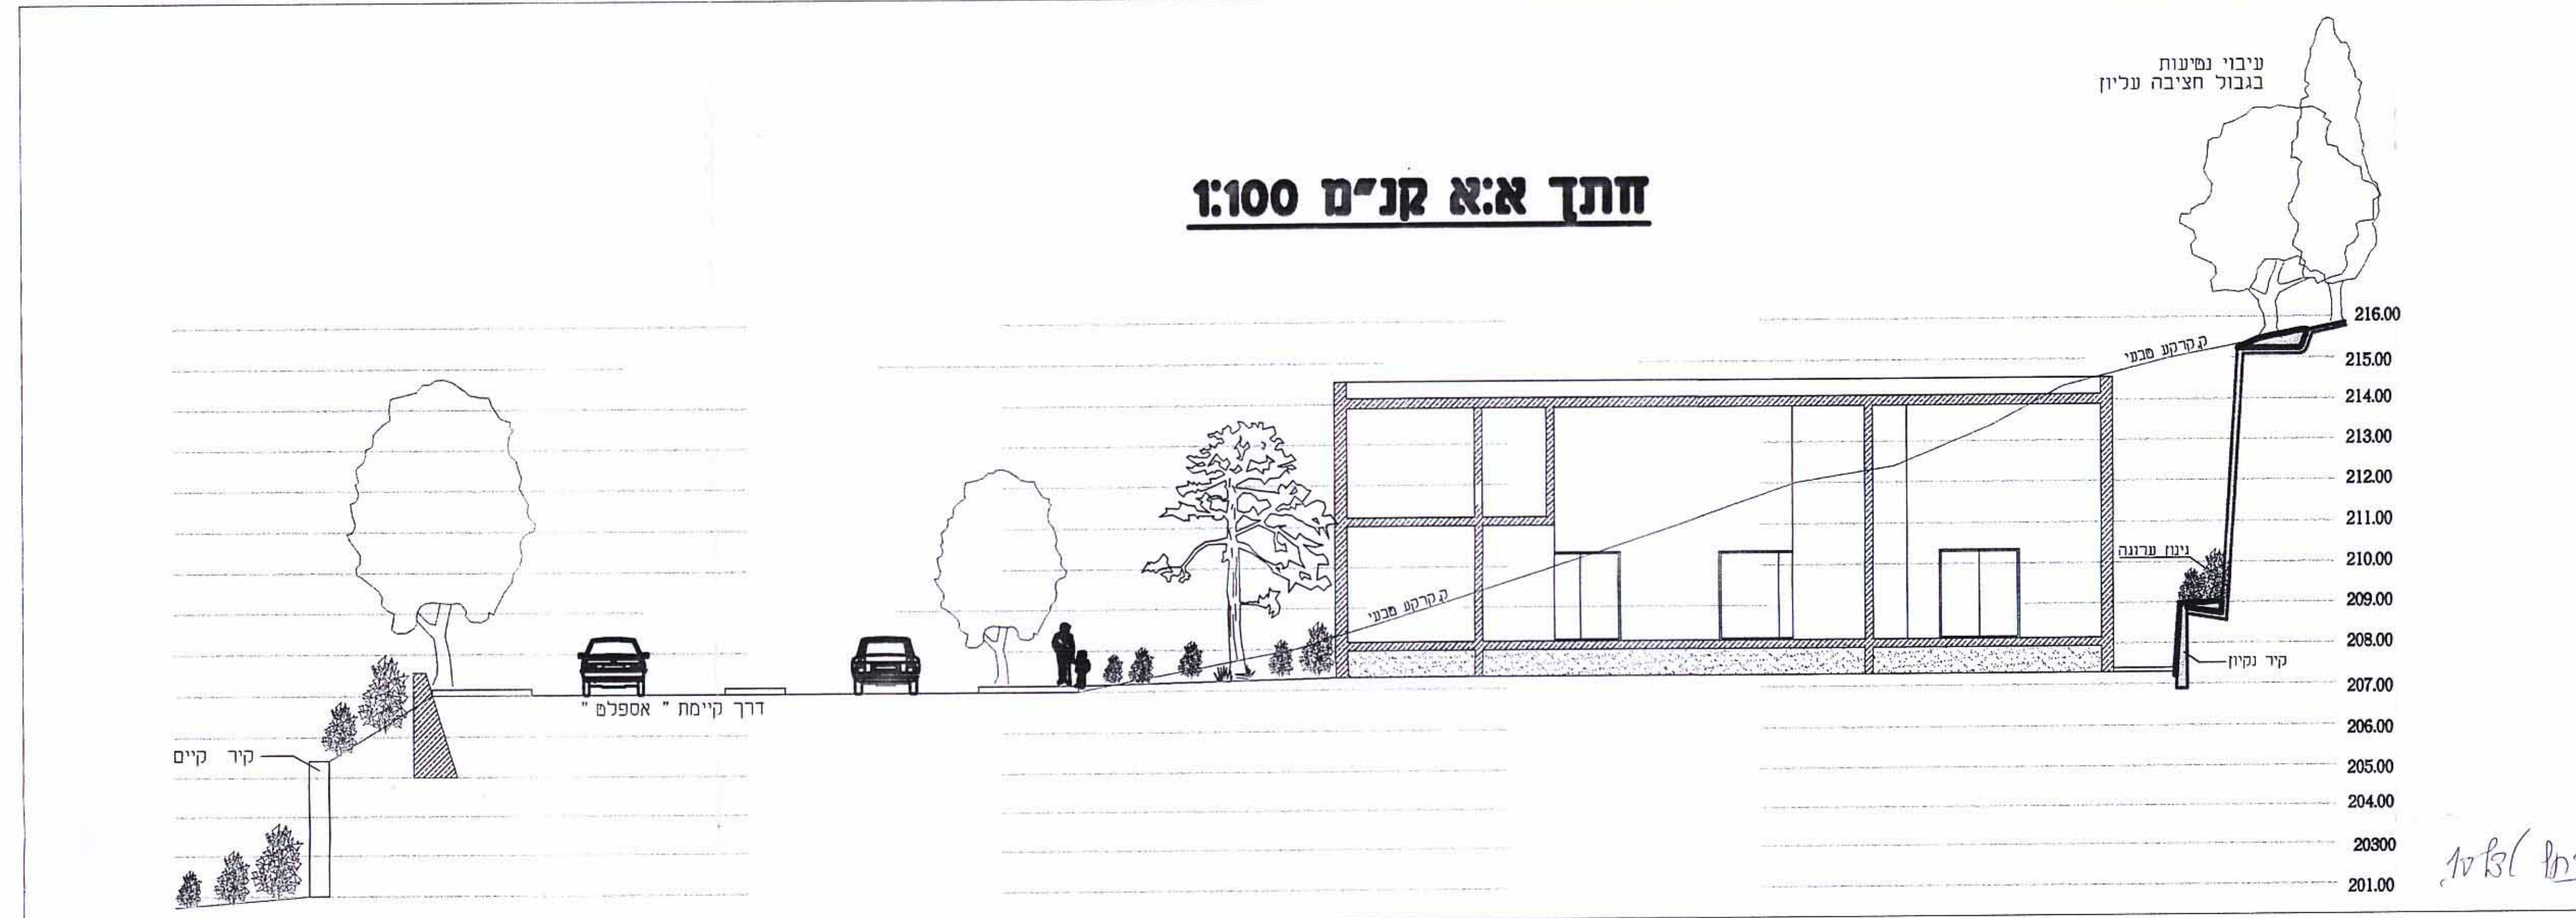 עיבוי נטיעות
בגבול חציבה עליון
חתך א:א קנ״מ 1:100
216.00
ק.קרקע טבעי
215.00
214.00
213.00
212.00
211.00
גינון ערוגה
210.00
ק.קרקע טבעי
209.00
208.00
קיר נקיון
207.00
דרך קיימת " אספלט "
206.00
קיר קיים
205.00
204.00
20300
201.00